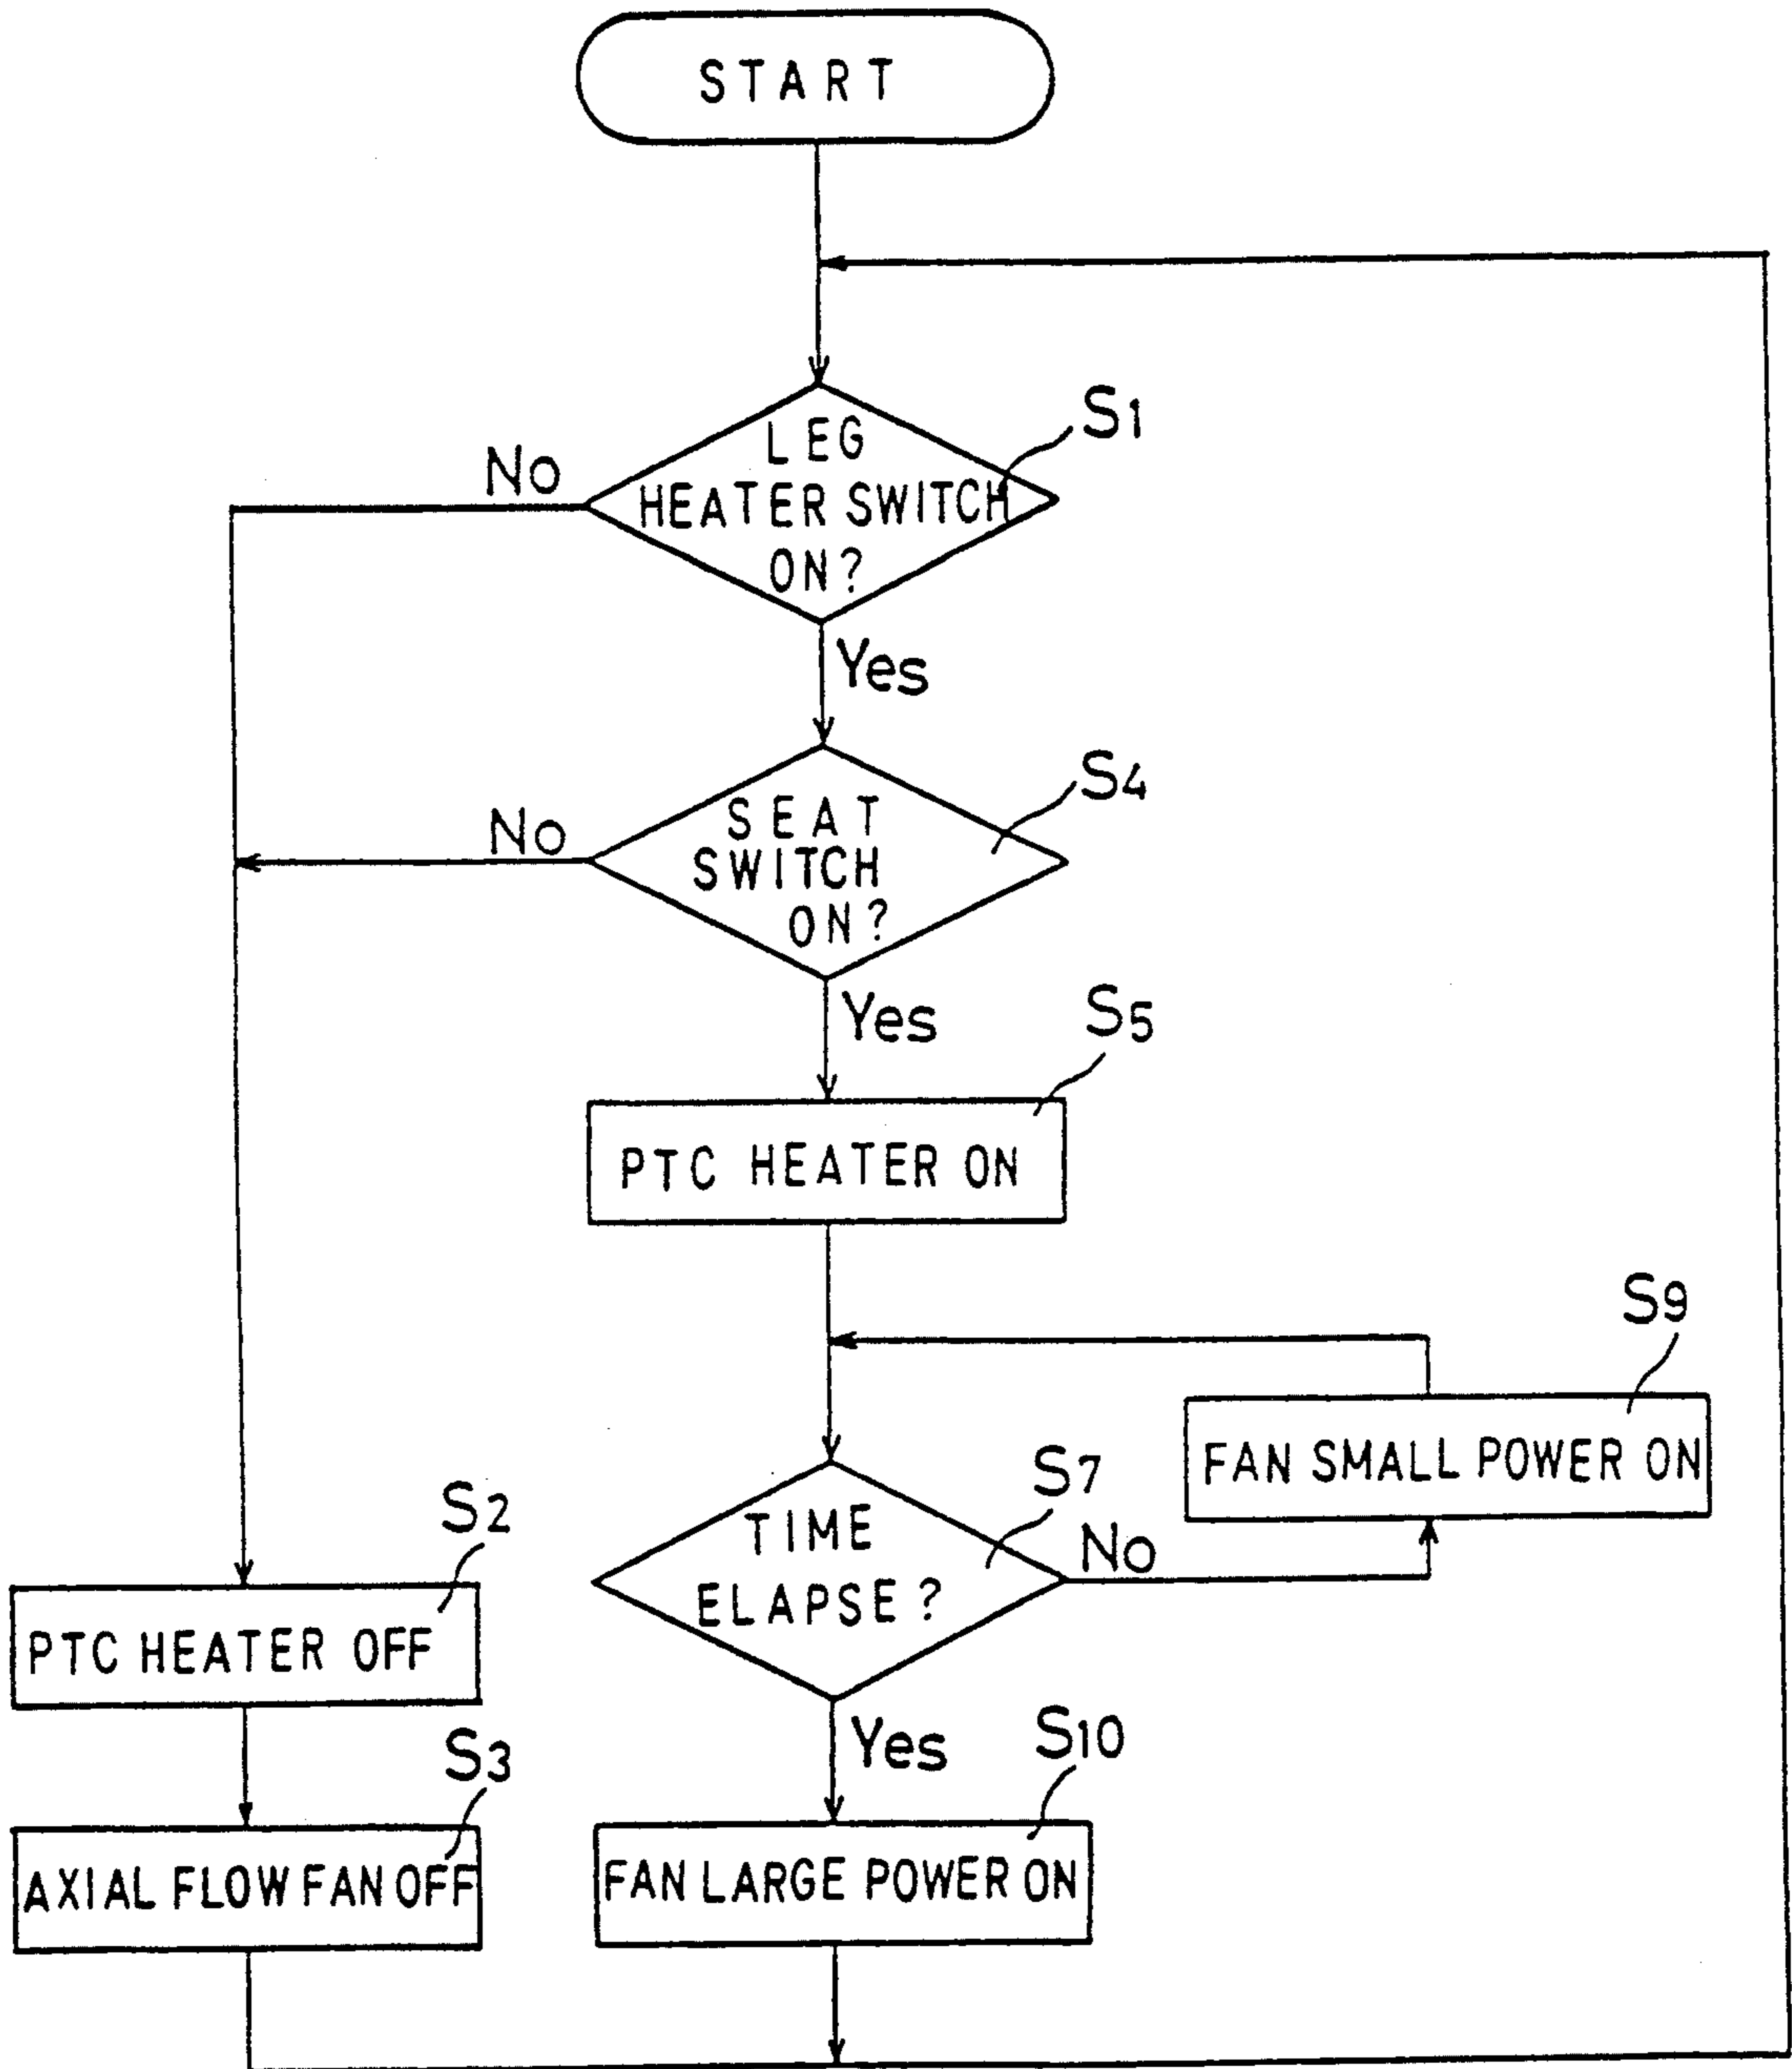 START
S1
LEG
HEATER SWITCH
ON?
No
Yes
S4
SEAT
SWITCH
ON?
No
Yes
S5
PTC HEATER ON
S9
FAN SMALL POWER ON
S7
TIME
ELAPSE?
No
Yes
S2
PTC HEATER OFF
S3
AXIAL FLOW FAN OFF
S10
FAN LARGE POWER ON